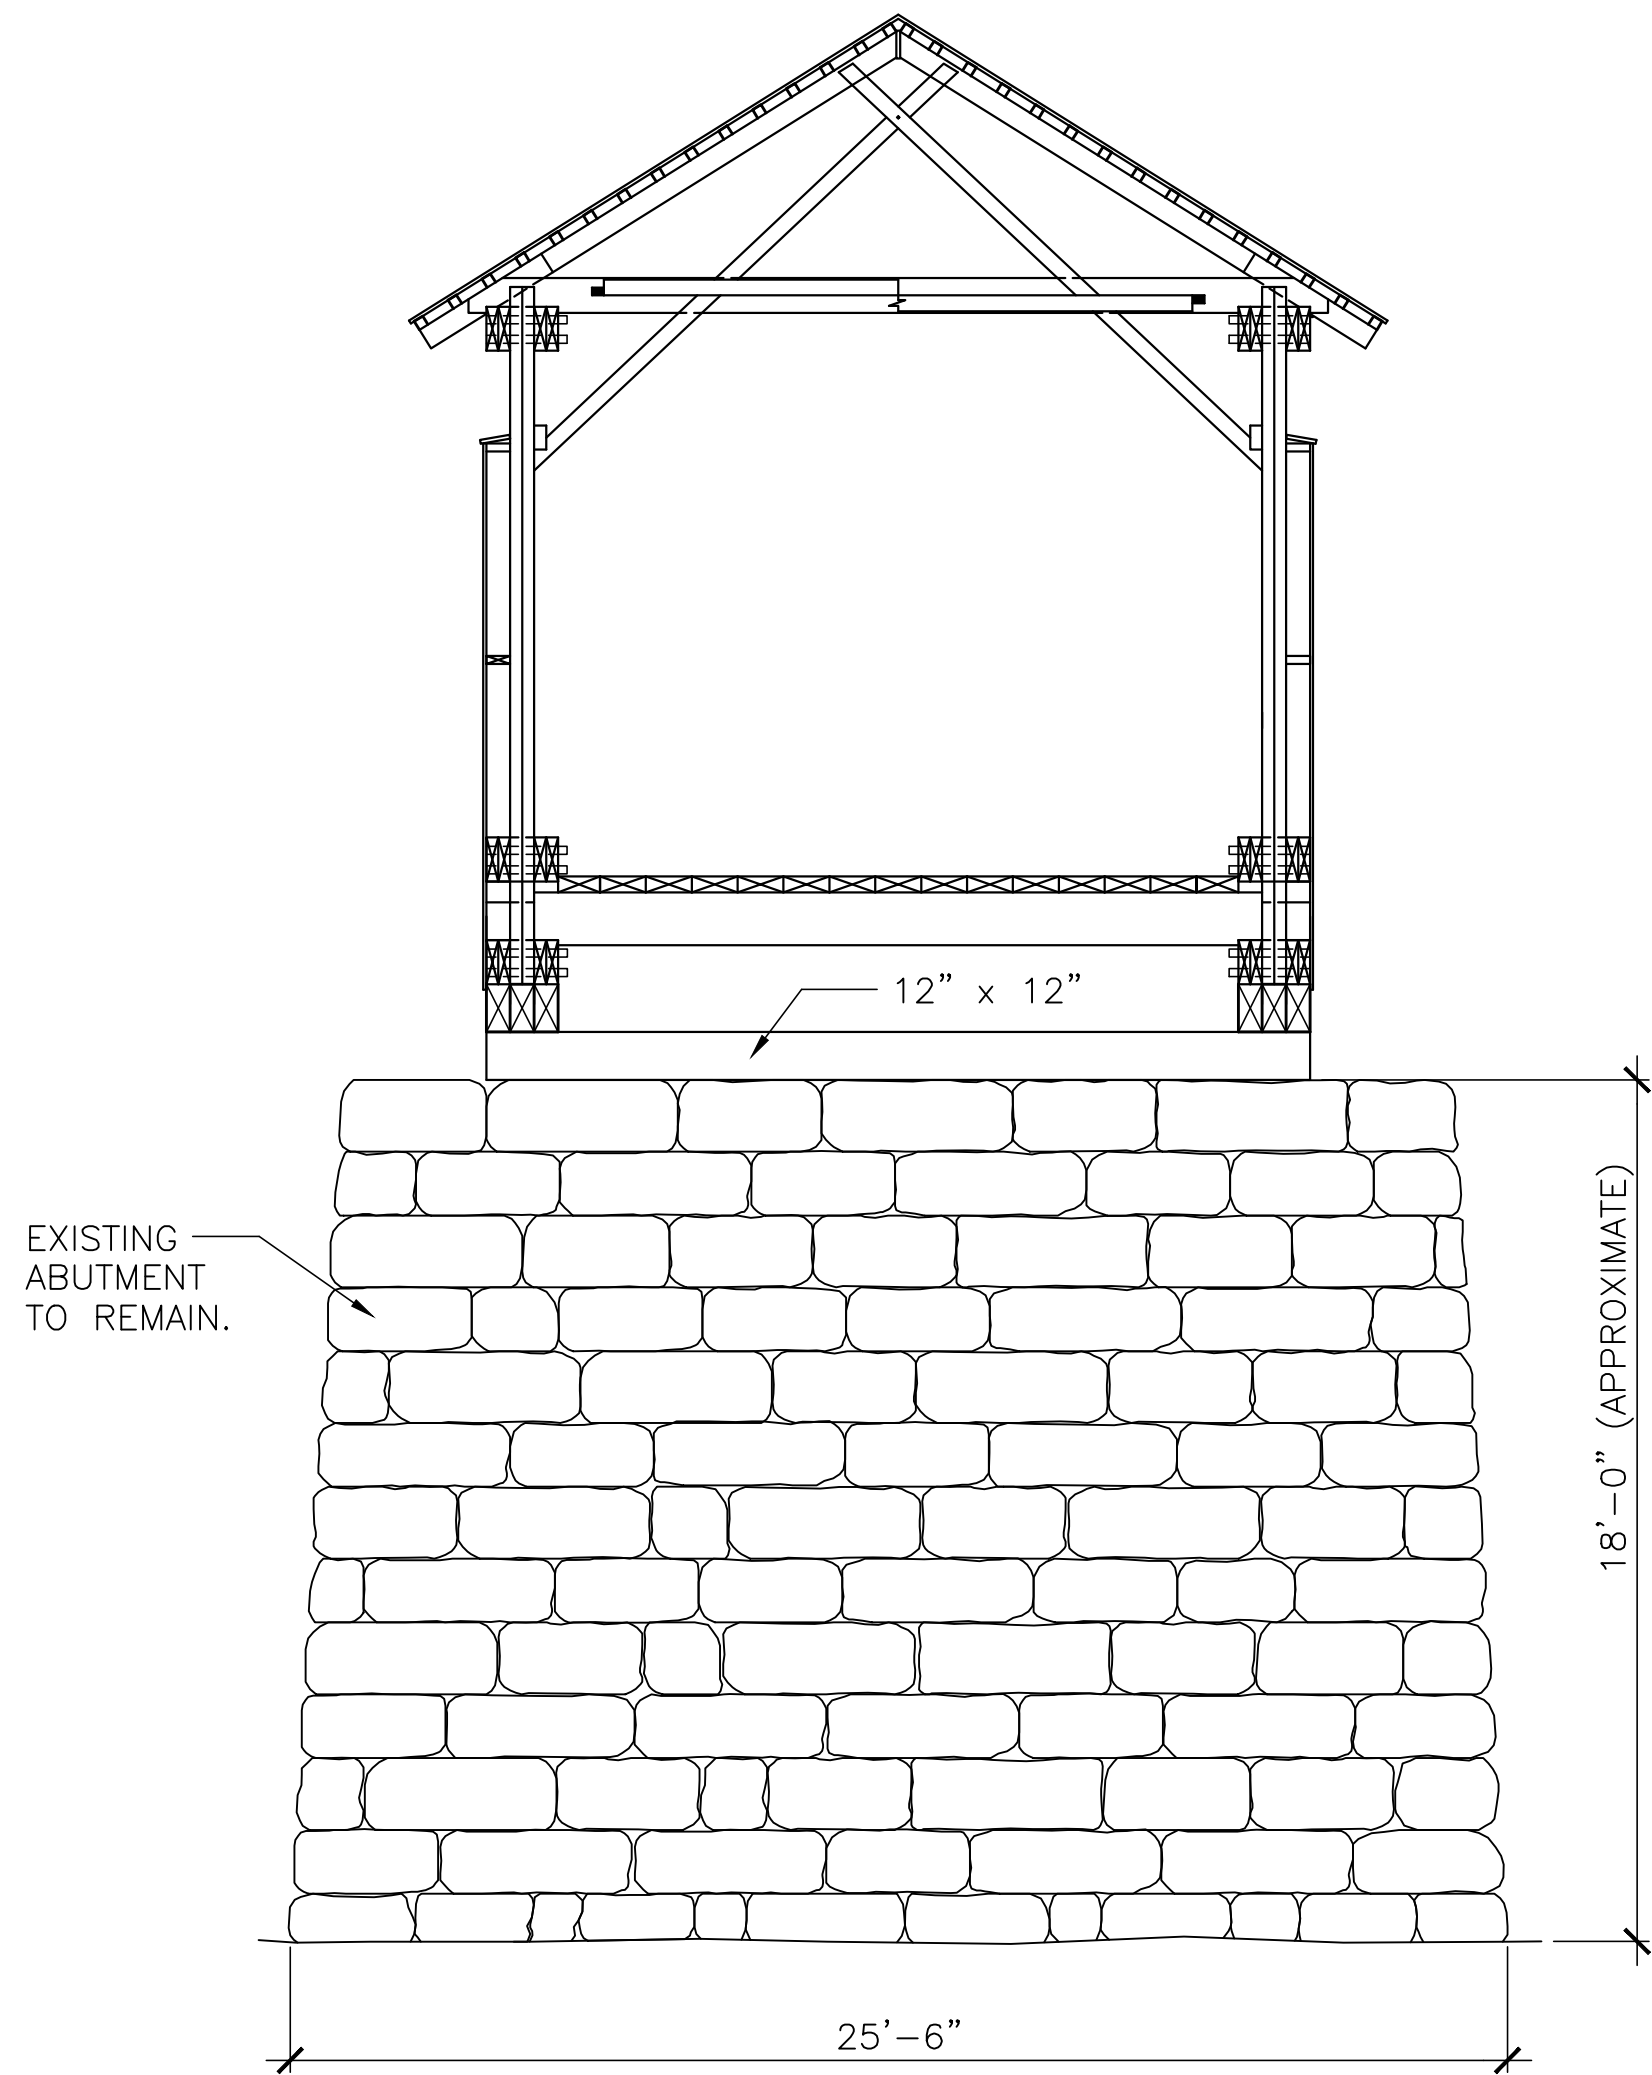 12” x 12”
EXISTING
ABUTMENT
TO REMAIN.
18’-0” (APPROXIMATE)
25’-6”